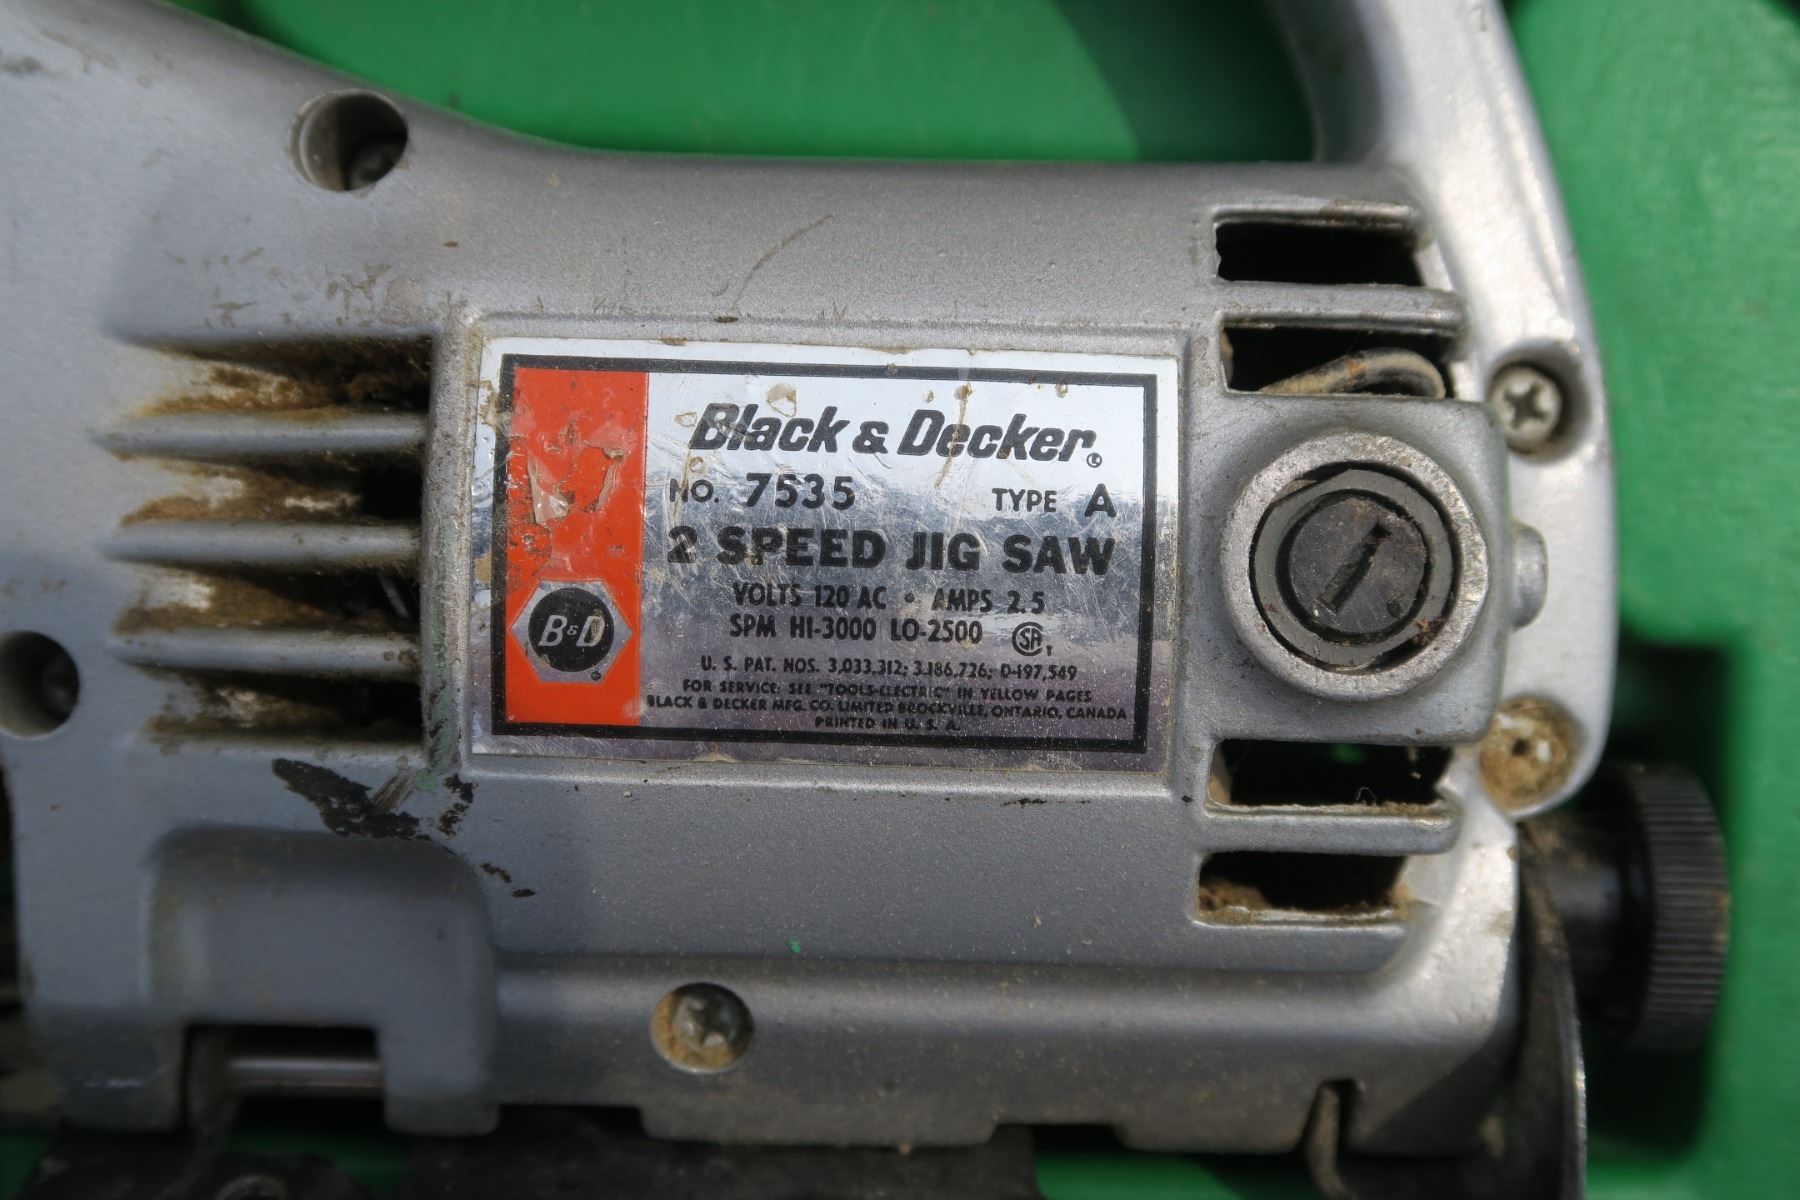 Black & Decker®
NO. 7535 TYPE A
2 SPEED JIG SAW
VOLTS 120 AC • AMPS 2.5
SPM HI-3000 LO-2500 SA
U. S. PAT. NOS. 3,033,312; 3,186,726; D-197,549
FOR SERVICE: SEE "TOOLS-ELECTRIC" IN YELLOW PAGES
BLACK & DECKER MFG. CO. LIMITED BROCKVILLE, ONTARIO, CANADA
PRINTED IN U. S. A.
B&D®